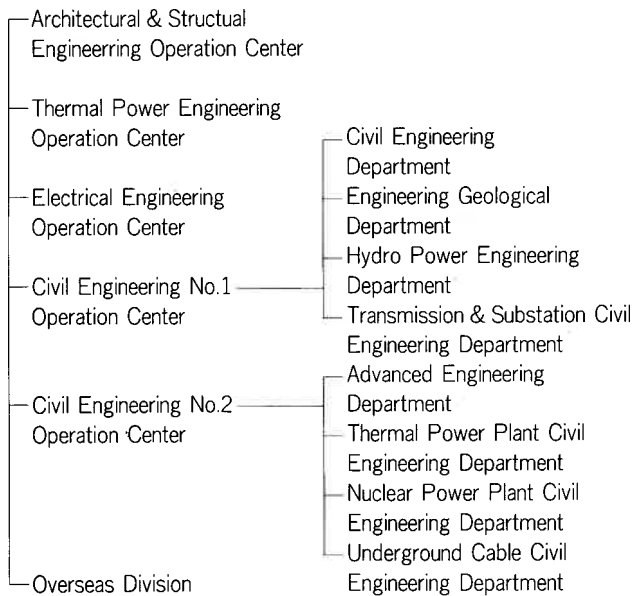 Architectural & Structual
Engineerring Operation Center
Thermal Power Engineering
Operation Center
Electrical Engineering
Operation Center
Civil Engineering No.1
Operation Center
Civil Engineering
Department
Engineering Geological
Department
Hydro Power Engineering
Department
Transmission & Substation Civil
Engineering Department
Civil Engineering No.2
Operation Center
Advanced Engineering
Department
Thermal Power Plant Civil
Engineering Department
Nuclear Power Plant Civil
Engineering Department
Underground Cable Civil
Engineering Department
Overseas Division